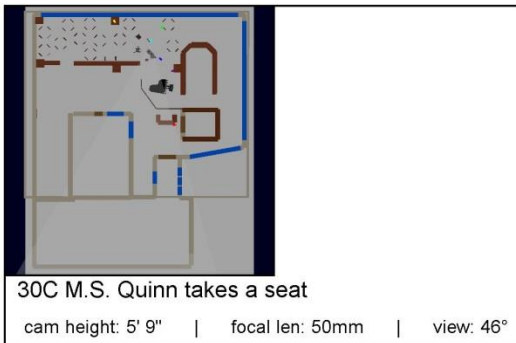 30C M.S. Quinn takes a seat
cam height: 5' 9" | focal len: 50mm | view: 46°